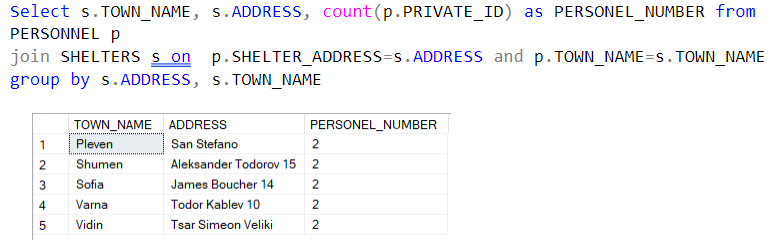 Select s.TOWN_NAME, s.ADDRESS, count(p.PRIVATE_ID) as PERSONEL_NUMBER from
PERSONNEL p
join SHELTERS s on  p.SHELTER_ADDRESS=s.ADDRESS and p.TOWN_NAME=s.TOWN_NAME
group by s.ADDRESS, s.TOWN_NAME
TOWN_NAME ADDRESS PERSONEL_NUMBER
1 Pleven San Stefano 2
2 Shumen Aleksander Todorov 15 2
3 Sofia James Boucher 14 2
4 Varna Todor Kablev 10 2
5 Vidin Tsar Simeon Veliki 2